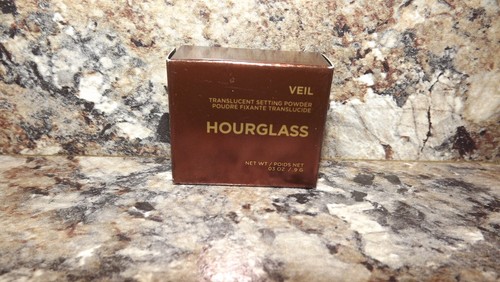 VEIL
TRANSLUCENT SETTING POWDER
POUDRE FIXANTE TRANSLUCIDE
HOURGLASS
NET WT / POIDS NET